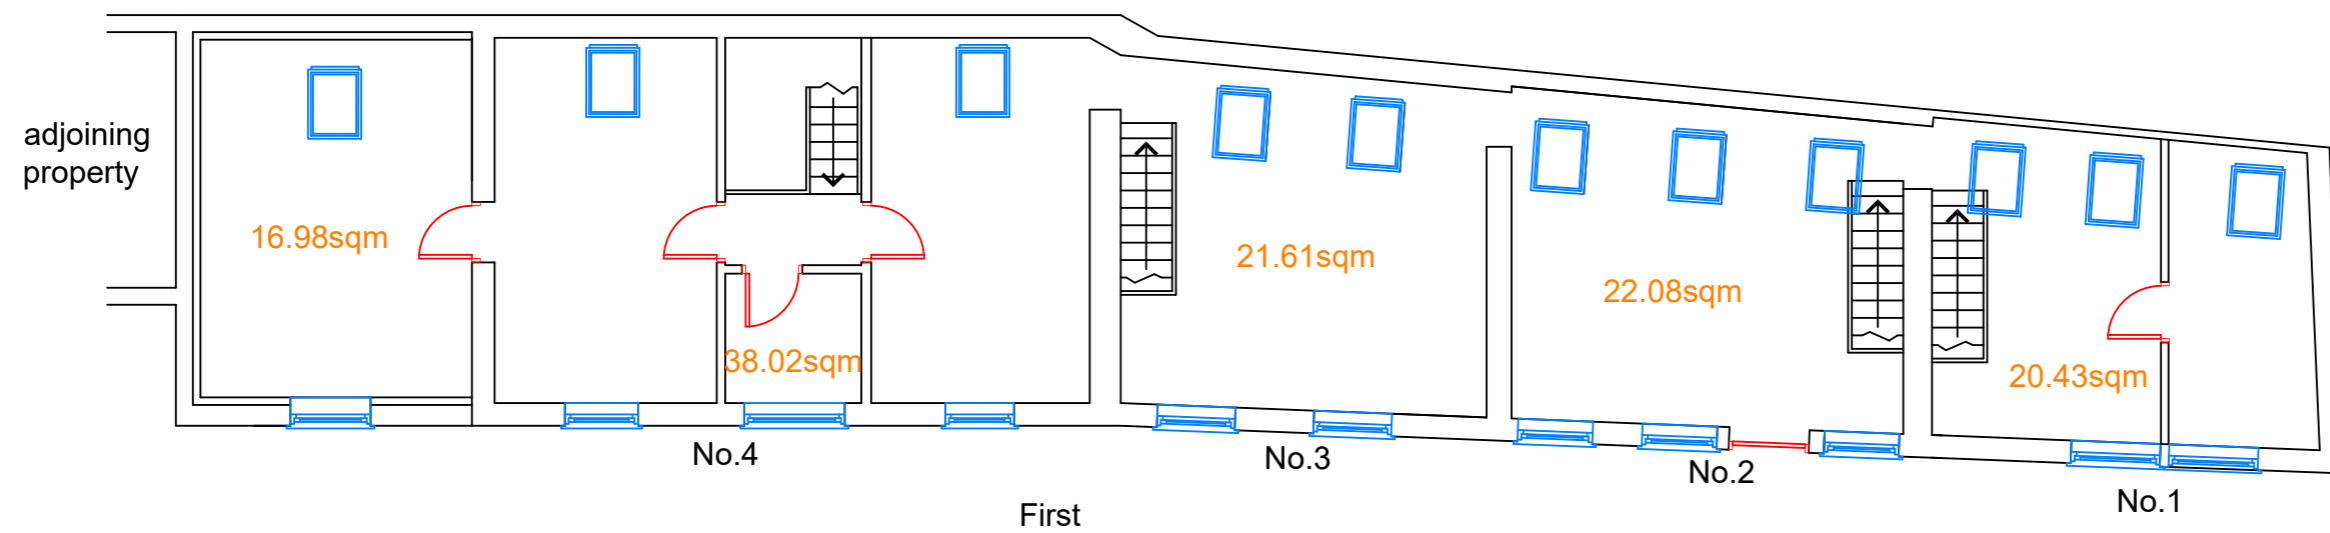 adjoining
property
16.98sqm
38.02sqm
21.61sqm
22.08sqm
20.43sqm
No.4
No.3
No.2
No.1
First